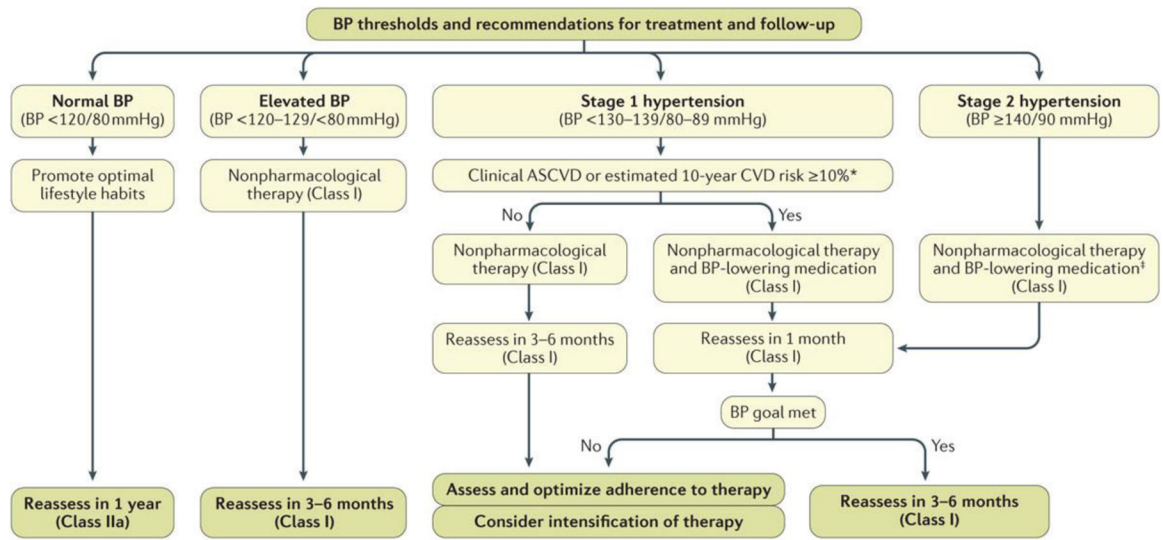 BP thresholds and recommendations for treatment and follow-up
Normal BP
(BP <120/80 mmHg)
Elevated BP
(BP <120–129/<80 mmHg)
Stage 1 hypertension
(BP <130–139/80–89 mmHg)
Stage 2 hypertension
(BP ≥140/90 mmHg)
Promote optimal
lifestyle habits
Nonpharmacological
therapy (Class I)
Clinical ASCVD or estimated 10-year CVD risk ≥10%*
No
Yes
Nonpharmacological
therapy (Class I)
Nonpharmacological therapy
and BP-lowering medication
(Class I)
Nonpharmacological therapy
and BP-lowering medication‡
(Class I)
Reassess in 3–6 months
(Class I)
Reassess in 1 month
(Class I)
BP goal met
No
Yes
Reassess in 1 year
(Class IIa)
Reassess in 3–6 months
(Class I)
Assess and optimize adherence to therapy
Consider intensification of therapy
Reassess in 3–6 months
(Class I)